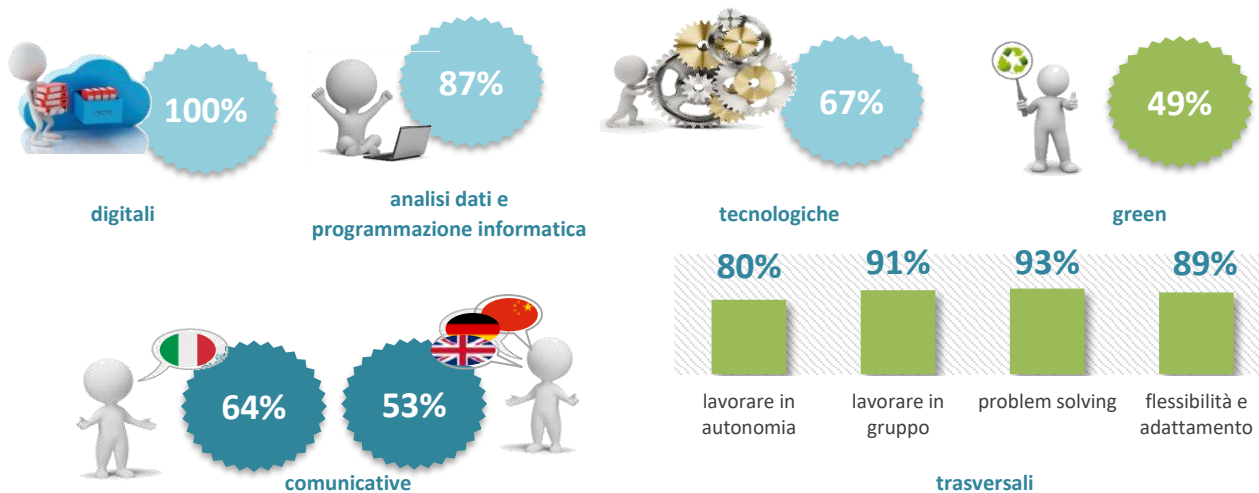 100%
87%
67%
49%
digitali
analisi dati e
programmazione informatica
tecnologiche
green
80%
91%
93%
89%
lavorare in
autonomia
lavorare in
gruppo
problem solving
flessibilità e
adattamento
64%
53%
comunicative
trasversali